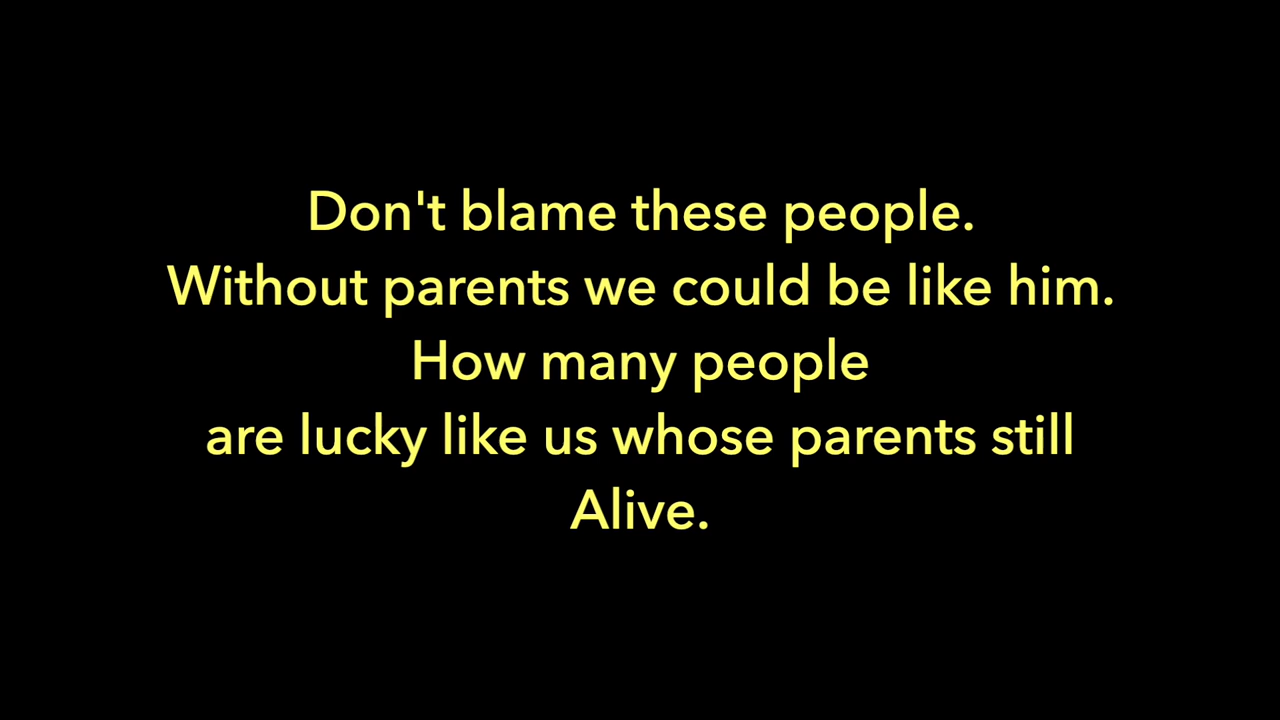 Don't blame these people.
Without parents we could be like him.
How many people
are lucky like us whose parents still
Alive.